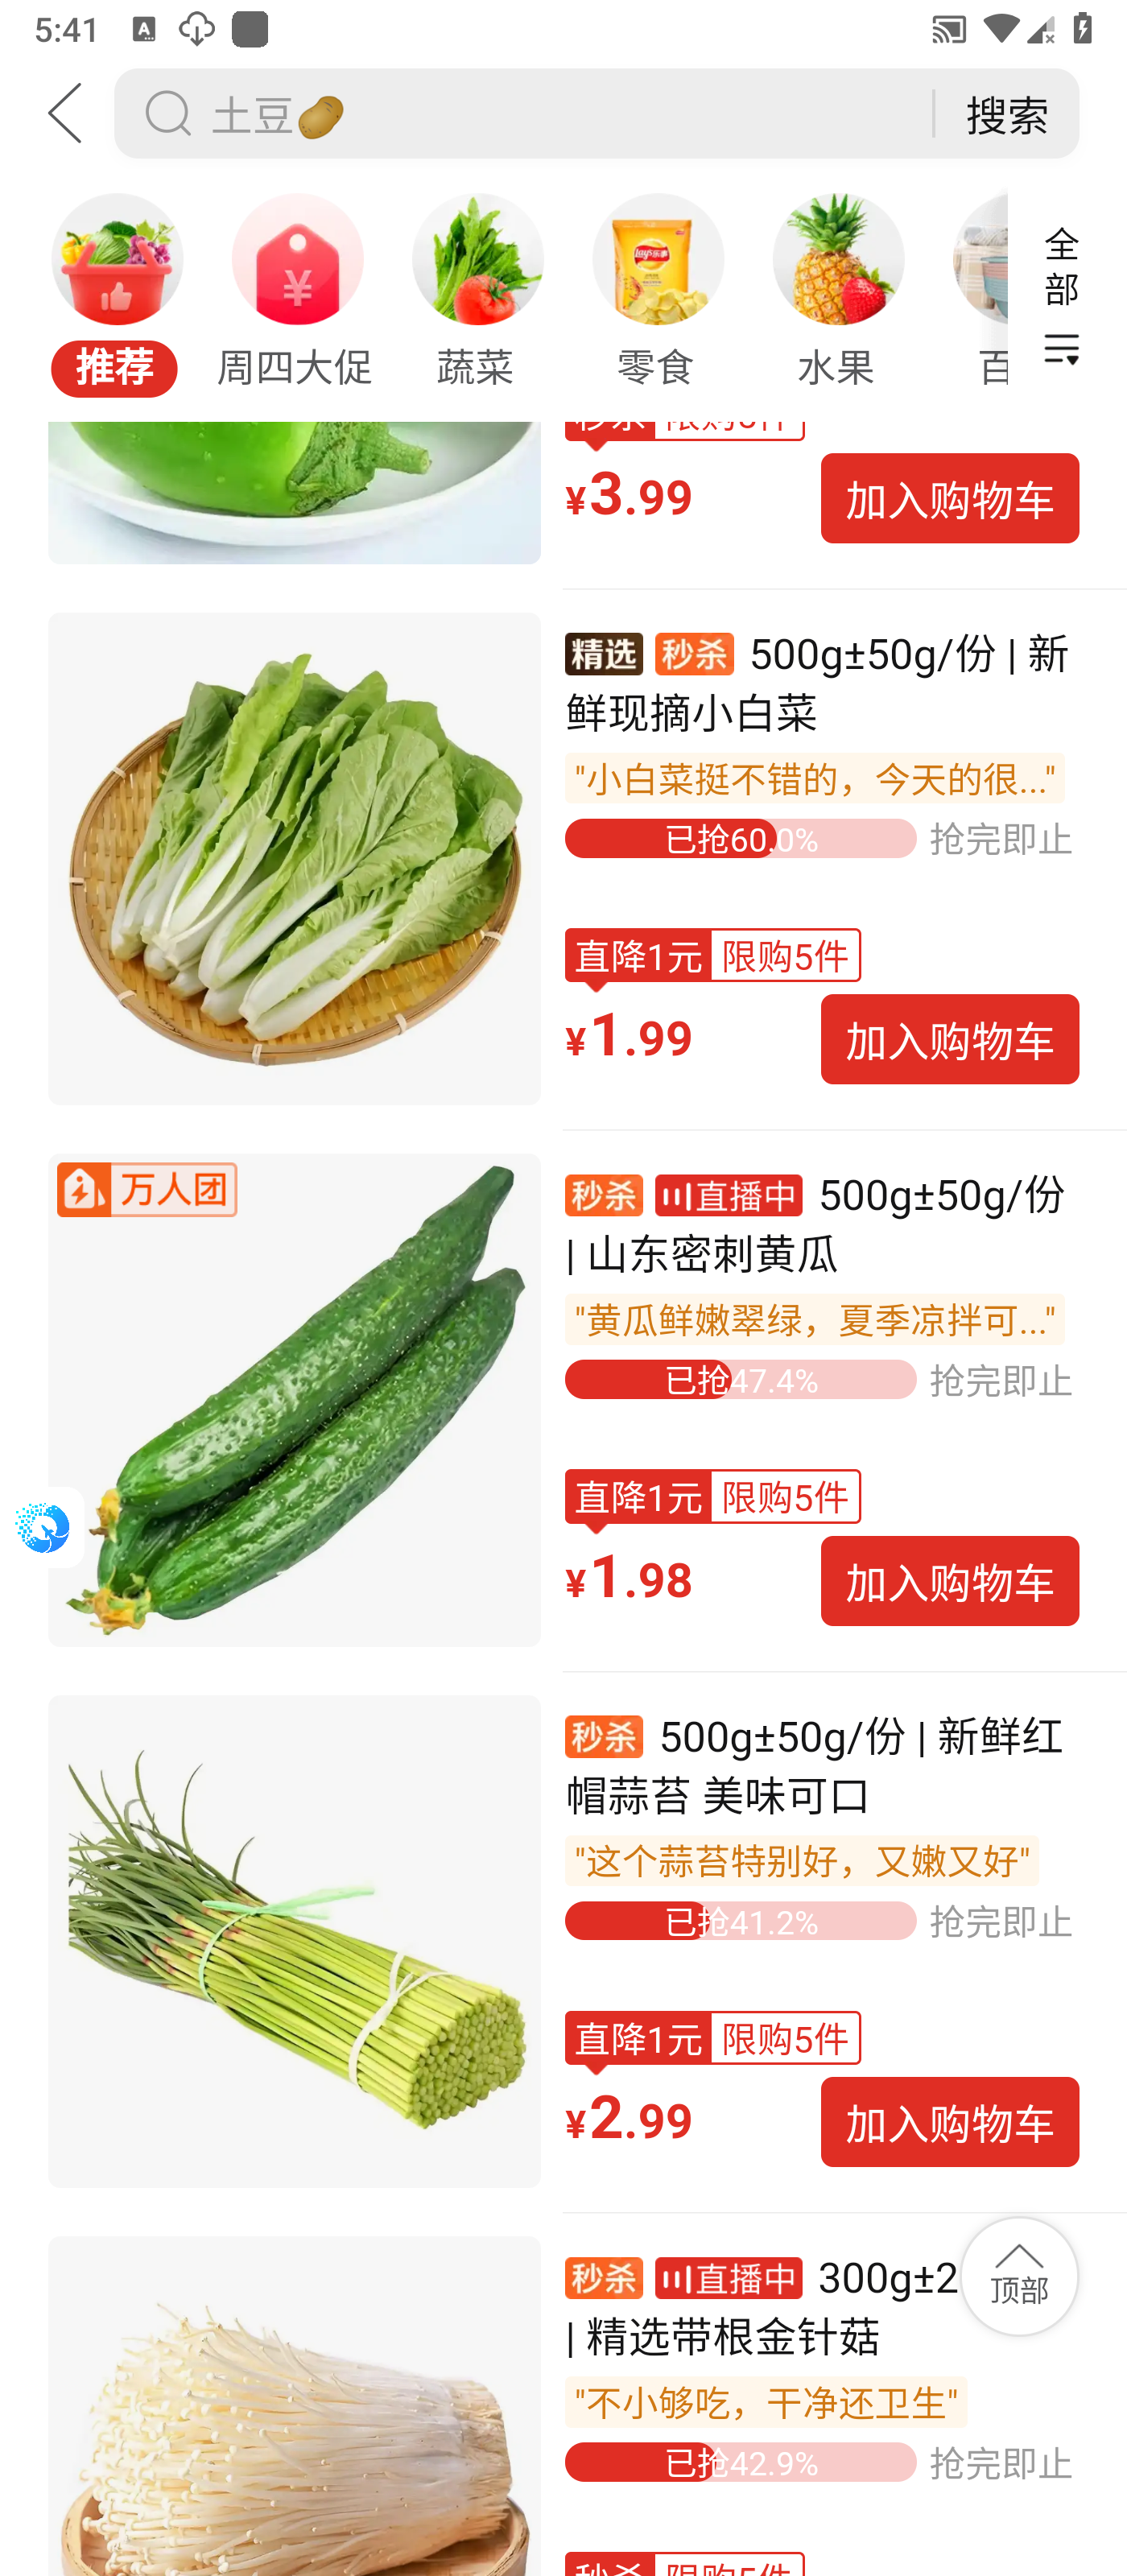 5:41
土豆🥔
搜索
全部
推荐
周四大促
蔬菜
零食
水果
百
秒杀 限购5件
¥3.99
加入购物车
精选 秒杀 500g±50g/份 | 新
鲜现摘小白菜
"小白菜挺不错的，今天的很..."
已抢60.0% 抢完即止
直降1元 限购5件
¥1.99
加入购物车
万人团
秒杀 直播中 500g±50g/份
| 山东密刺黄瓜
"黄瓜鲜嫩翠绿，夏季凉拌可..."
已抢47.4% 抢完即止
直降1元 限购5件
¥1.98
加入购物车
秒杀 500g±50g/份 | 新鲜红
帽蒜苔 美味可口
"这个蒜苔特别好，又嫩又好"
已抢41.2% 抢完即止
直降1元 限购5件
¥2.99
加入购物车
秒杀 直播中 300g±2
顶部
| 精选带根金针菇
"不小够吃，干净还卫生"
已抢42.9% 抢完即止
秒杀 限购5件